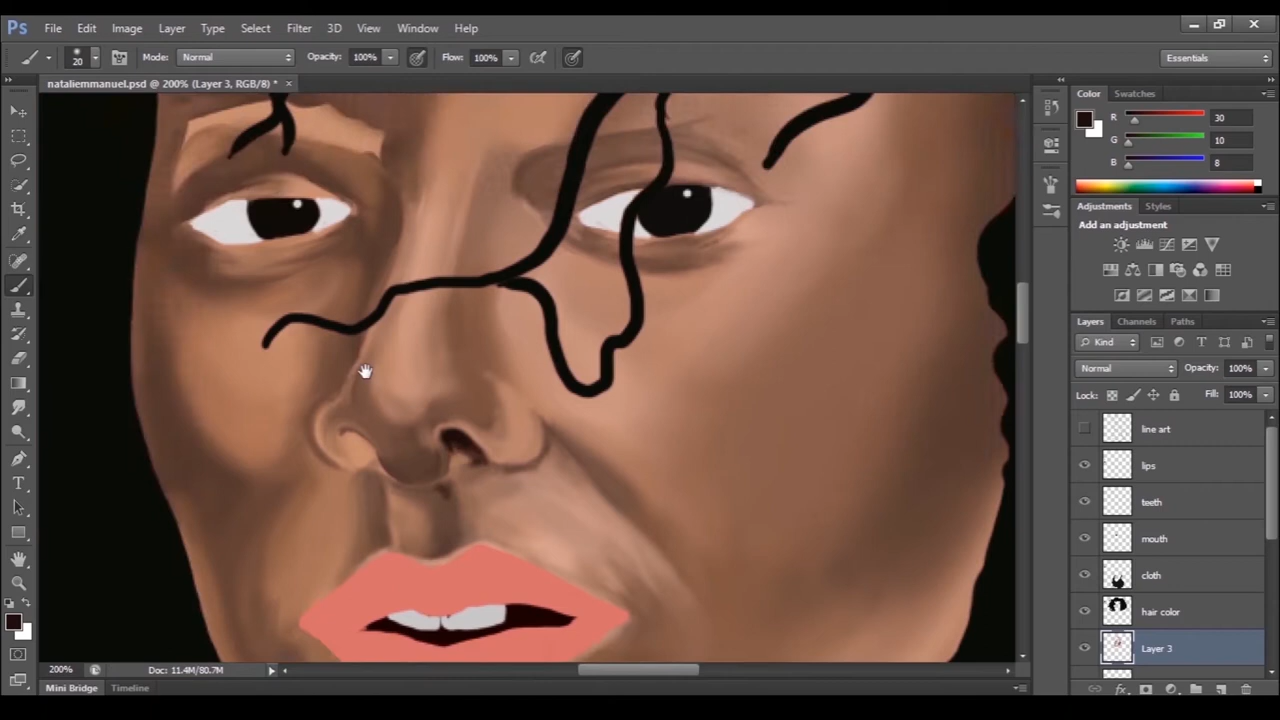 Ps File Edit Image Layer Type Select Filter 3D View Window Help
20 Mode: Normal Opacity: 100% Flow: 100% Essentials
nataliemmanuel.psd @ 200% (Layer 3, RGB/8) *
Color Swatches
R 30
G 10
B 8
Adjustments Styles
Add an adjustment
Layers Channels Paths
Kind
Normal Opacity: 100%
Lock: Fill: 100%
line art
lips
teeth
mouth
cloth
hair color
Layer 3
200% Doc: 11.4M/80.7M
Mini Bridge Timeline